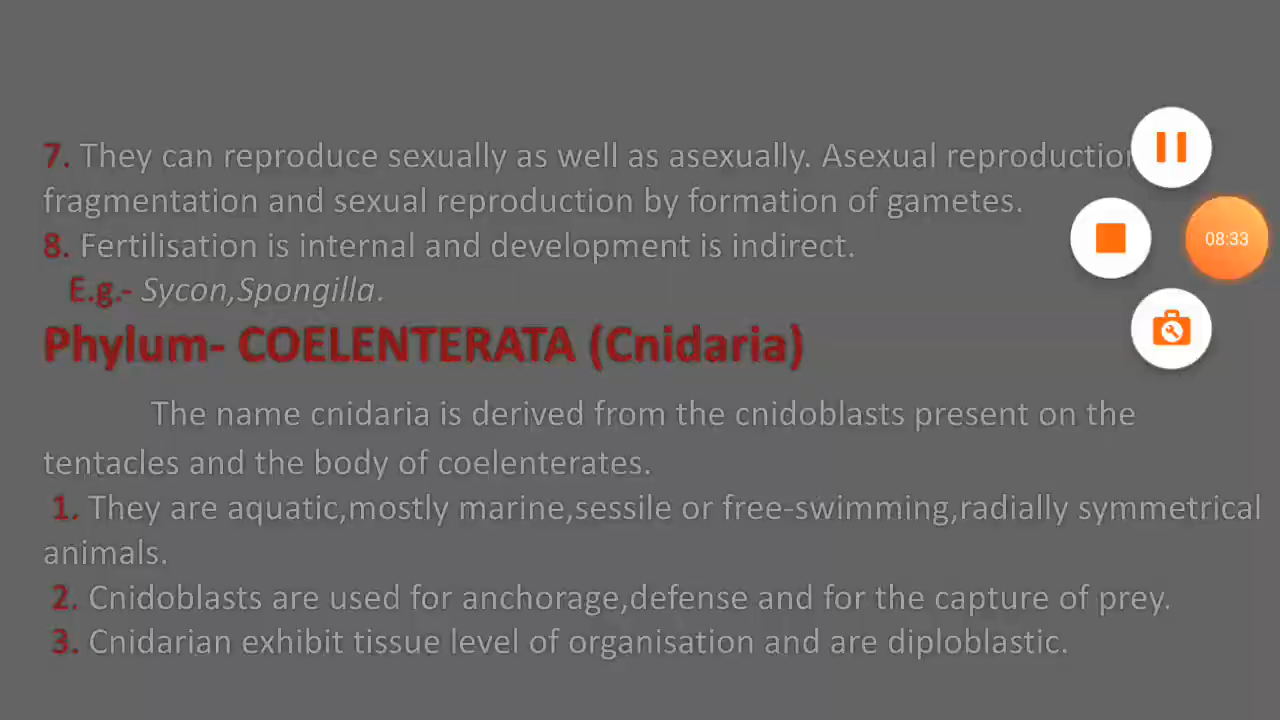 7. They can reproduce sexually as well as asexually. Asexual reproduction
fragmentation and sexual reproduction by formation of gametes.
8. Fertilisation is internal and development is indirect.
E.g.- Sycon,Spongilla.
Phylum- COELENTERATA (Cnidaria)
The name cnidaria is derived from the cnidoblasts present on the
tentacles and the body of coelenterates.
1. They are aquatic,mostly marine,sessile or free-swimming,radially symmetrical
animals.
2. Cnidoblasts are used for anchorage,defense and for the capture of prey.
3. Cnidarian exhibit tissue level of organisation and are diploblastic.
08:33